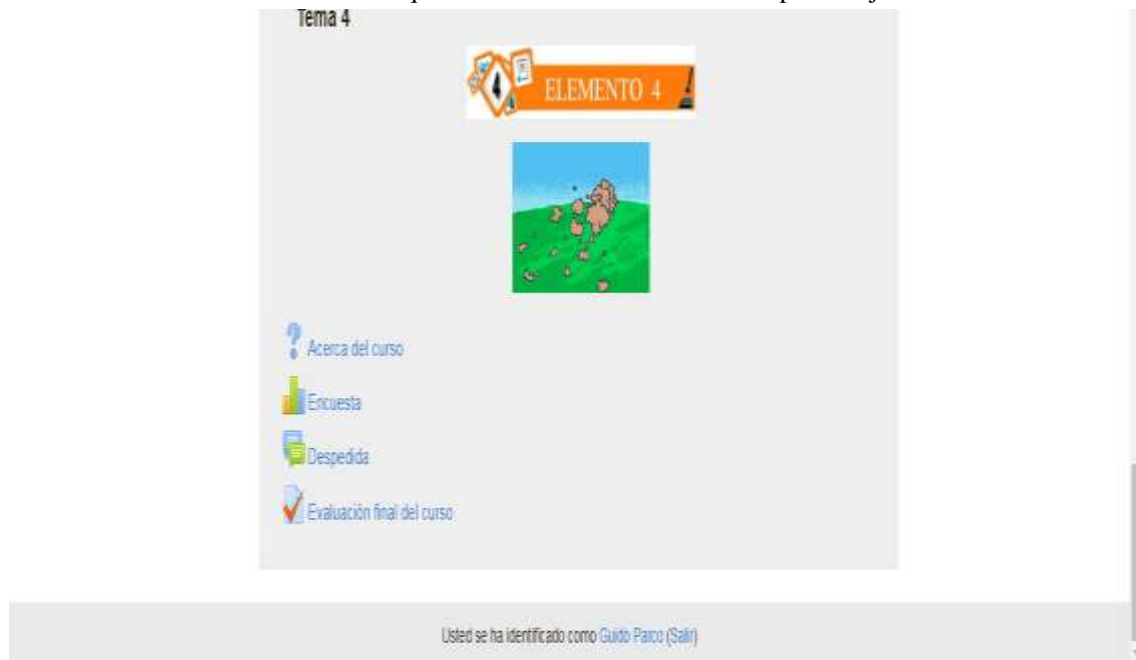 Tema 4
4 ELEMENTO 4
Acerca del curso
Encuesta
Despedida
Evaluación final del curso
Usted se ha identificado como Guido Parco (Salir)